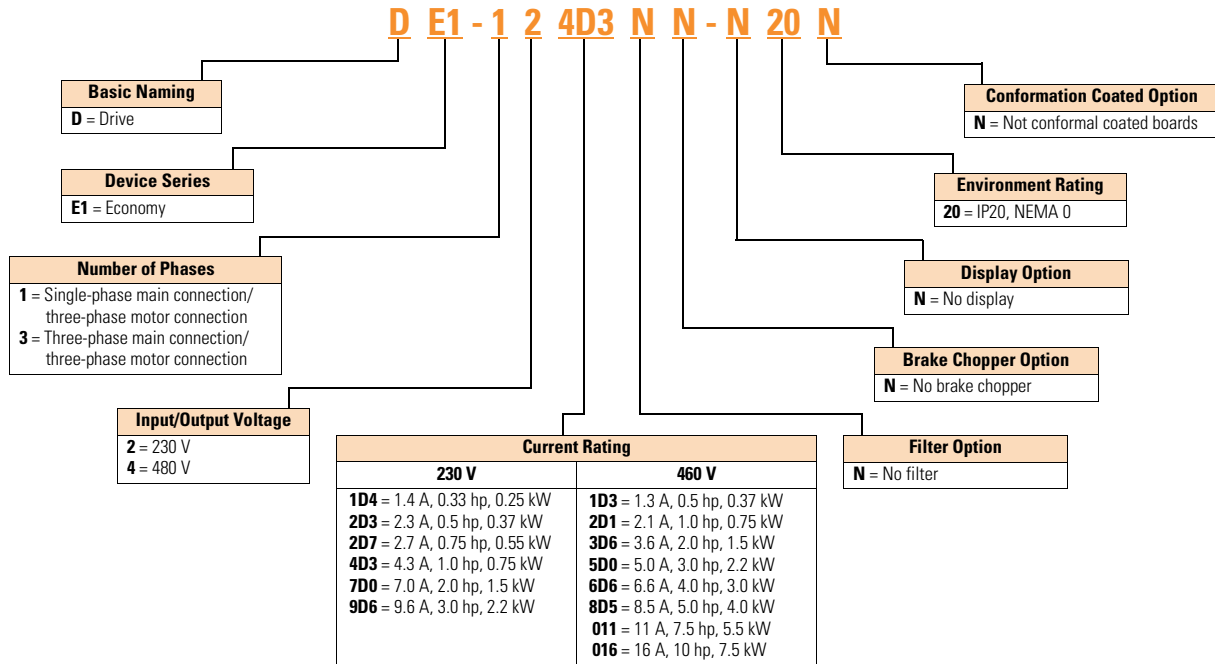 D E1 - 1 2 4D3 N N - N 20 N
Basic Naming
D = Drive
Device Series
E1 = Economy
Number of Phases
1 = Single-phase main connection/
three-phase motor connection
3 = Three-phase main connection/
three-phase motor connection
Input/Output Voltage
2 = 230 V
4 = 480 V
Current Rating
230 V
1D4 = 1.4 A, 0.33 hp, 0.25 kW
2D3 = 2.3 A, 0.5 hp, 0.37 kW
2D7 = 2.7 A, 0.75 hp, 0.55 kW
4D3 = 4.3 A, 1.0 hp, 0.75 kW
7D0 = 7.0 A, 2.0 hp, 1.5 kW
9D6 = 9.6 A, 3.0 hp, 2.2 kW
460 V
1D3 = 1.3 A, 0.5 hp, 0.37 kW
2D1 = 2.1 A, 1.0 hp, 0.75 kW
3D6 = 3.6 A, 2.0 hp, 1.5 kW
5D0 = 5.0 A, 3.0 hp, 2.2 kW
6D6 = 6.6 A, 4.0 hp, 3.0 kW
8D5 = 8.5 A, 5.0 hp, 4.0 kW
011 = 11 A, 7.5 hp, 5.5 kW
016 = 16 A, 10 hp, 7.5 kW
Conformation Coated Option
N = Not conformal coated boards
Environment Rating
20 = IP20, NEMA 0
Display Option
N = No display
Brake Chopper Option
N = No brake chopper
Filter Option
N = No filter